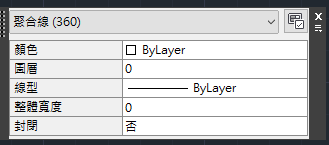 聚合線 (360)
顏色 ByLayer
圖層 0
線型 ByLayer
整體寬度 0
封閉 否